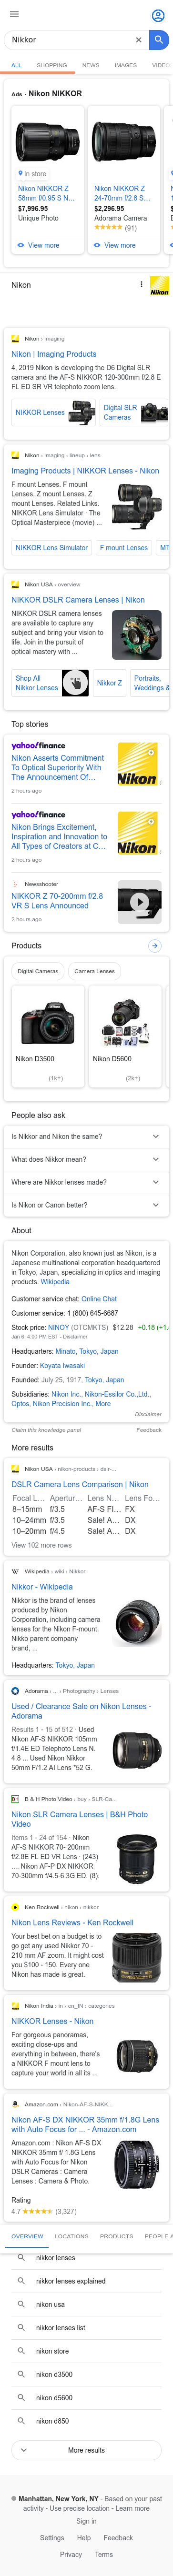 Nikkor
ALL SHOPPING NEWS IMAGES VIDEO
Ads · Nikon NIKKOR
In store
Nikon NIKKOR Z
58mm f/0.95 S N…
$7,996.95
Unique Photo
View more
Nikon NIKKOR Z
24-70mm f/2.8 S…
$2,296.95
Adorama Camera
(91)
View more
Nikon
Nikon
Nikon › imaging
Nikon | Imaging Products
4, 2019 Nikon is developing the D6 Digital SLR
camera and the AF-S NIKKOR 120-300mm f/2.8 E
FL ED SR VR telephoto zoom lens.
NIKKOR Lenses
Digital SLR
Cameras
Nikon › imaging › lineup › lens
Imaging Products | NIKKOR Lenses - Nikon
F mount Lenses. F mount
Lenses. Z mount Lenses. Z
mount Lenses. Related Links.
NIKKOR Lens Simulator · The
Optical Masterpiece (movie) ...
NIKKOR Lens Simulator
F mount Lenses
MT
Nikon USA › overview
NIKKOR DSLR Camera Lenses | Nikon
NIKKOR DSLR camera lenses
are available to capture any
subject and bring your vision to
life. Join in the pursuit of
optical mastery with ...
Shop All
Nikkor Lenses
Nikkor Z
Portraits,
Weddings &
Top stories
yahoo!finance
Nikon Asserts Commitment
To Optical Superiority With
The Announcement Of…
2 hours ago
Nikon
yahoo!finance
Nikon Brings Excitement,
Inspiration and Innovation to
All Types of Creators at C…
2 hours ago
Nikon
Newsshooter
NIKKOR Z 70-200mm f/2.8
VR S Lens Announced
2 hours ago
Products
Digital Cameras
Camera Lenses
Nikon D3500
(1k+)
Nikon D5600
(2k+)
People also ask
Is Nikkor and Nikon the same?
What does Nikkor mean?
Where are Nikkor lenses made?
Is Nikon or Canon better?
About
Nikon Corporation, also known just as Nikon, is a
Japanese multinational corporation headquartered
in Tokyo, Japan, specializing in optics and imaging
products. Wikipedia
Customer service chat: Online Chat
Customer service: 1 (800) 645-6687
Stock price: NINOY (OTCMKTS) $12.28 +0.18 (+1.
Jan 6, 4:00 PM EST - Disclaimer
Headquarters: Minato, Tokyo, Japan
Founder: Koyata Iwasaki
Founded: July 25, 1917, Tokyo, Japan
Subsidiaries: Nikon Inc., Nikon-Essilor Co.,Ltd.,
Optos, Nikon Precision Inc., More
Disclaimer
Claim this knowledge panel
Feedback
More results
Nikon USA › nikon-products › dslr-...
DSLR Camera Lens Comparison | Nikon
Focal L… Apertur… Lens N… Lens Fo…
8–15mm f/3.5 AF-S FI… FX
10–24mm f/3.5 Sale! A… DX
10–20mm f/4.5 Sale! A… DX
View 102 more rows
Wikipedia › wiki › Nikkor
Nikkor - Wikipedia
Nikkor is the brand of lenses
produced by Nikon
Corporation, including camera
lenses for the Nikon F-mount.
Nikko parent company
brand, ...
Headquarters: Tokyo, Japan
Adorama › ... › Photography › Lenses
Used / Clearance Sale on Nikon Lenses -
Adorama
Results 1 - 15 of 512 · Used
Nikon AF-S NIKKOR 105mm
f/1.4E ED Telephoto Lens N.
4.8 ... Used Nikon Nikkor
50mm F/1.2 AI Lens *52 G.
B & H Photo Video › buy › SLR-Ca...
Nikon SLR Camera Lenses | B&H Photo
Video
Items 1 - 24 of 154 · Nikon
AF-S NIKKOR 70- 200mm
f/2.8E FL ED VR Lens · (243)
.... Nikon AF-P DX NIKKOR
70-300mm f/4.5-6.3G ED. (8).
Ken Rockwell › nikon › nikkor
Nikon Lens Reviews - Ken Rockwell
Your best bet on a budget is to
go get any used Nikkor 70 -
210 mm AF zoom. It might cost
you $100 - 150. Every one
Nikon has made is great.
Nikon India › in › en_IN › categories
NIKKOR Lenses - Nikon
For gorgeous panoramas,
exciting close-ups and
everything in between, there's
a NIKKOR F mount lens to
capture your world in all its ...
Amazon.com › Nikon-AF-S-NIKK...
Nikon AF-S DX NIKKOR 35mm f/1.8G Lens
with Auto Focus for ... - Amazon.com
Amazon.com : Nikon AF-S DX
NIKKOR 35mm f/ 1.8G Lens
with Auto Focus for Nikon
DSLR Cameras : Camera
Lenses : Camera & Photo.
Rating
4.7 (3,327)
OVERVIEW LOCATIONS PRODUCTS PEOPLE A
nikkor lenses
nikkor lenses explained
nikon usa
nikkor lenses list
nikon store
nikon d3500
nikon d5600
nikon d850
More results
Manhattan, New York, NY - Based on your past
activity - Use precise location - Learn more
Sign in
Settings Help Feedback
Privacy Terms